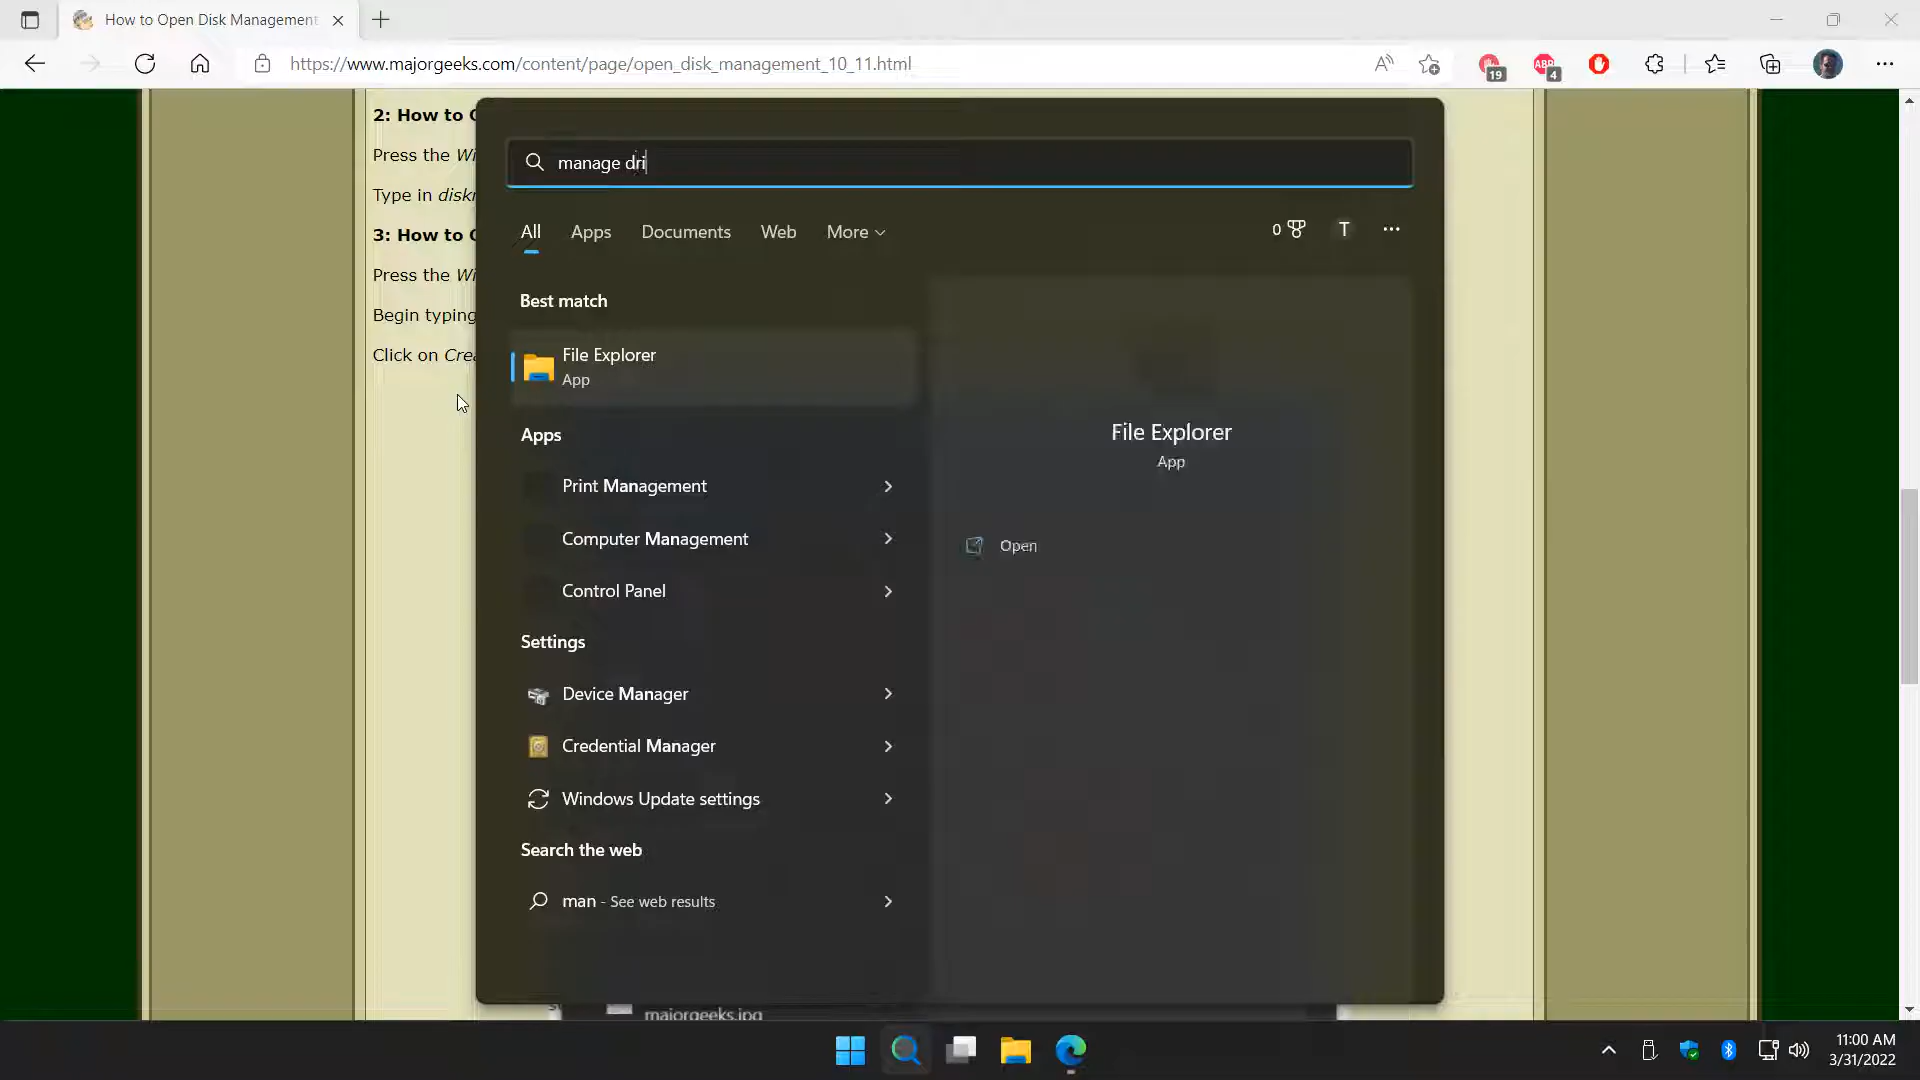 How to Open Disk Management
https://www.majorgeeks.com/content/page/open_disk_management_10_11.html
19
ABP
4
2: How to
Press the
Type in
3: How to
Press the
Begin typing
Click on
manage dri
All
Apps
Documents
Web
More
0
T
Best match
File Explorer
App
Apps
Print Management
Computer Management
Control Panel
Settings
Device Manager
Credential Manager
Windows Update settings
Search the web
man - See web results
File Explorer
App
Open
majorgeeks.jpg
11:00 AM
3/31/2022